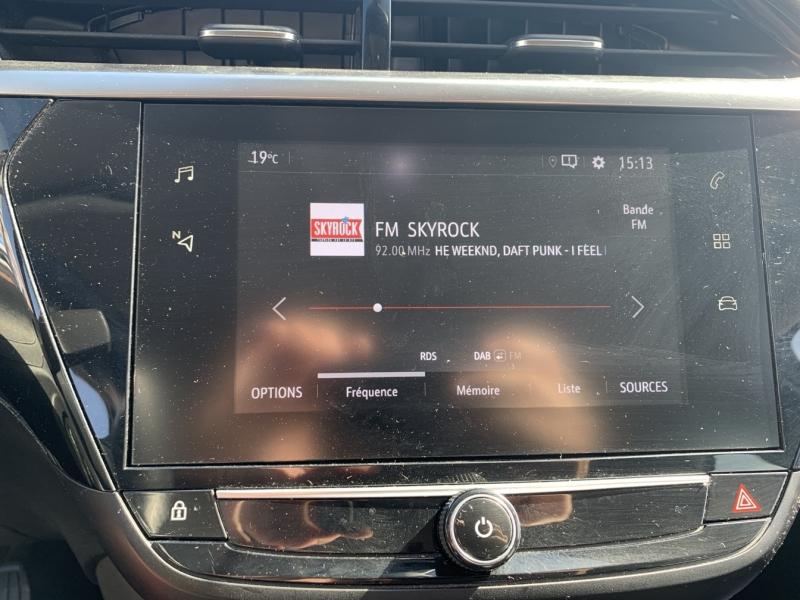 19°C
15:13
SKYROCK
FM SKYROCK
92.00 MHz HE WEEKND, DAFT PUNK - I FEEL
Bande
FM
N
RDS
DAB FM
OPTIONS
Fréquence
Mémoire
Liste
SOURCES